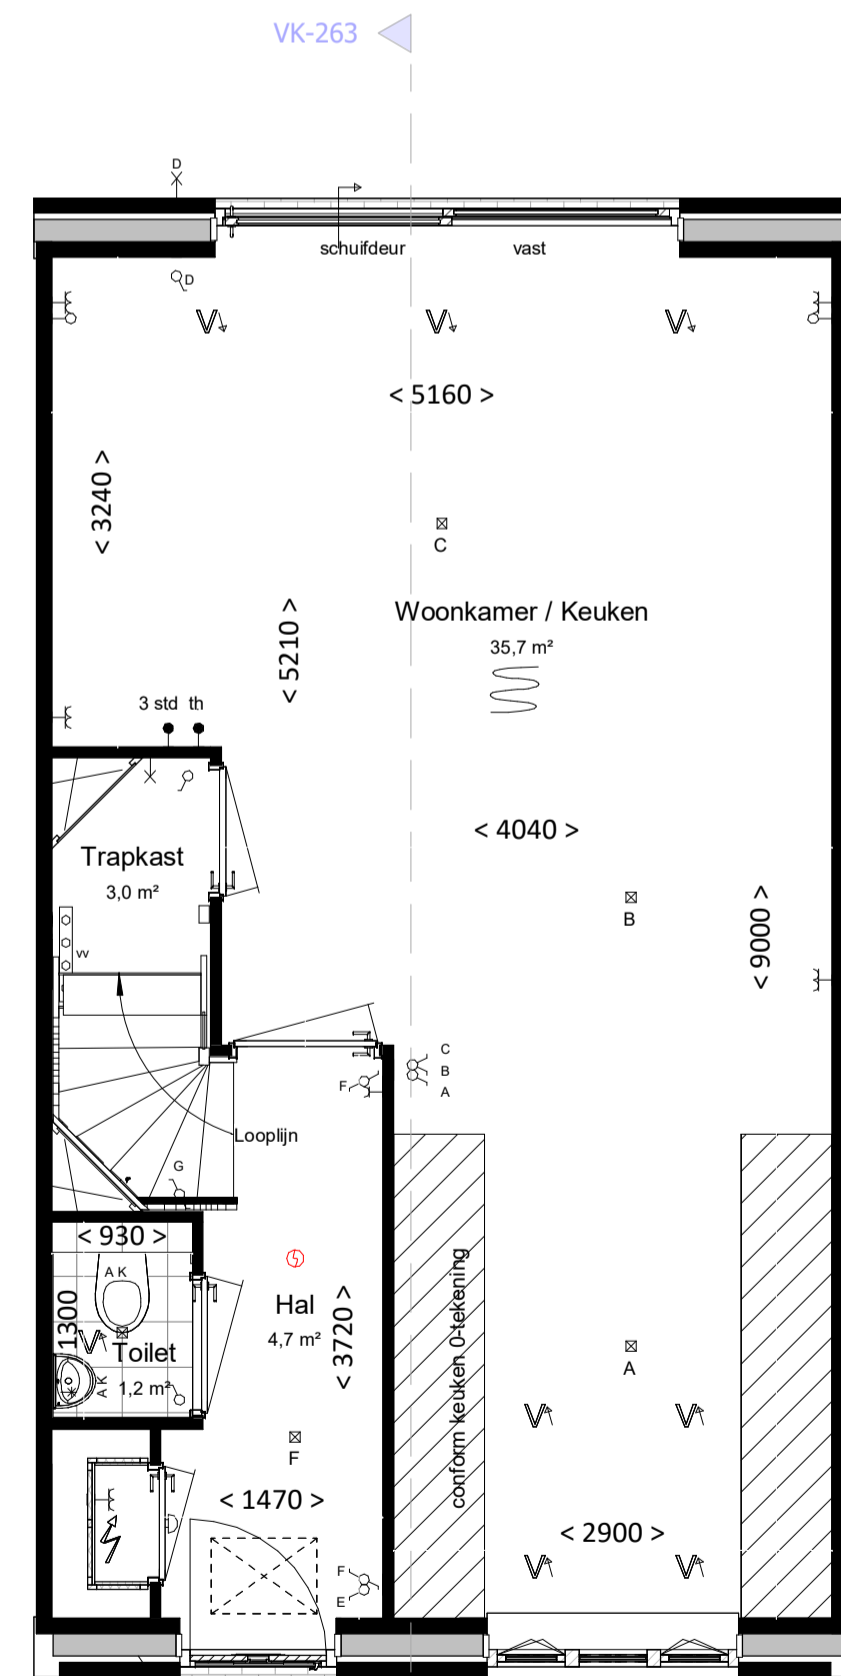 VK-263
D
schuifdeur
vast
D
V
V
V
< 5160 >
< 3240 >
C
Woonkamer / Keuken
35,7 m²
< 5210 >
3 std th
< 4040 >
Trapkast
3,0 m²
B
< 9000 >
vv
C
B
A
F
Looplijn
G
< 930 >
A K
1300
V
Toilet
1,2 m²
A K
Hal
4,7 m²
< 3720 >
conform keuken 0-tekening
A
V
V
F
< 1470 >
< 2900 >
V
V
F
E